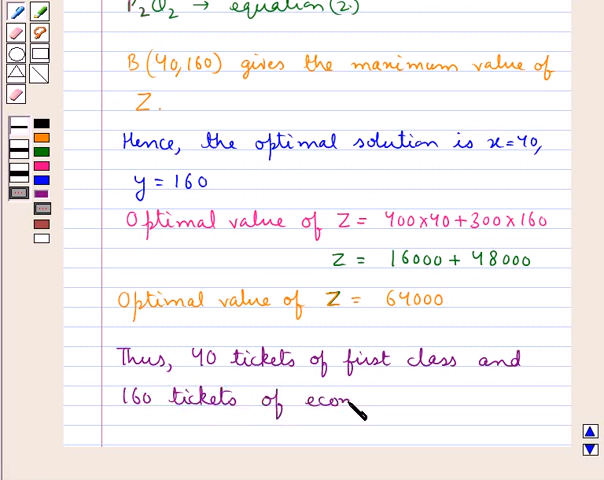 P₂Q₂ → equation (2)
B (40,160) gives the maximum value of
Z.
Hence, the optimal solution is x=40,
y = 160
Optimal value of Z = 400×40+300×160
Z = 16000 + 48000
Optimal value of Z = 64000
Thus, 40 tickets of first class and
160 tickets of econ